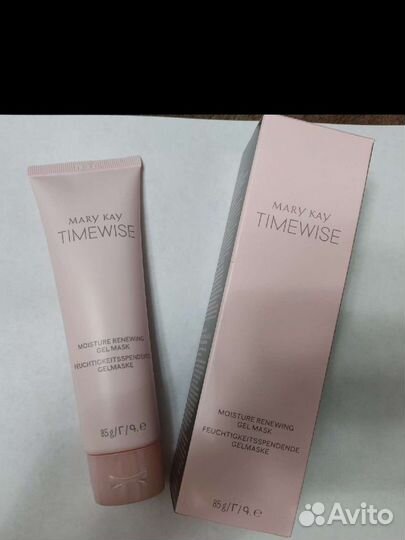 MARY KAY
TIMEWISE
MOISTURE RENEWING
GEL MASK
FEUCHTIGKEITSSPENDENDE
GELMASKE
85 g/Г/գ. ℮
MARY KAY
TIMEWISE
MOISTURE RENEWING
GEL MASK
FEUCHTIGKEITSSPENDENDE
GELMASKE
85 g/Г/գ. ℮
Avito